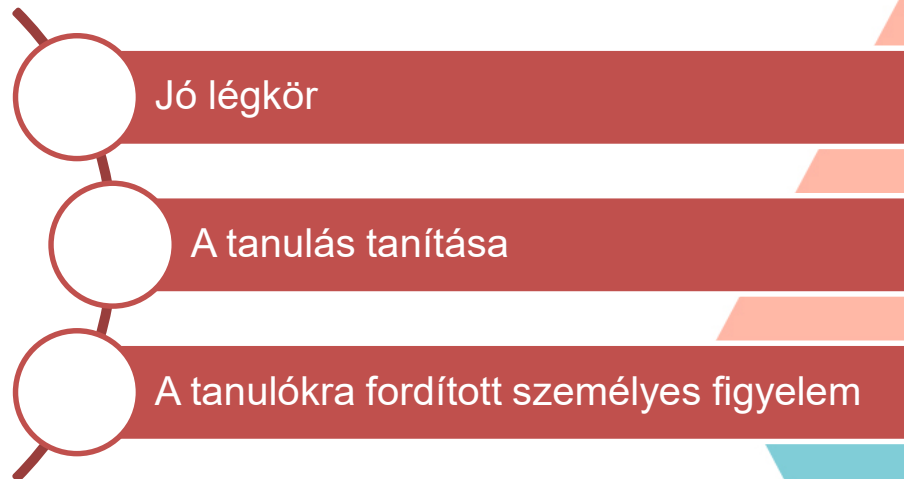 Jó légkör
A tanulás tanítása
A tanulókra fordított személyes figyelem